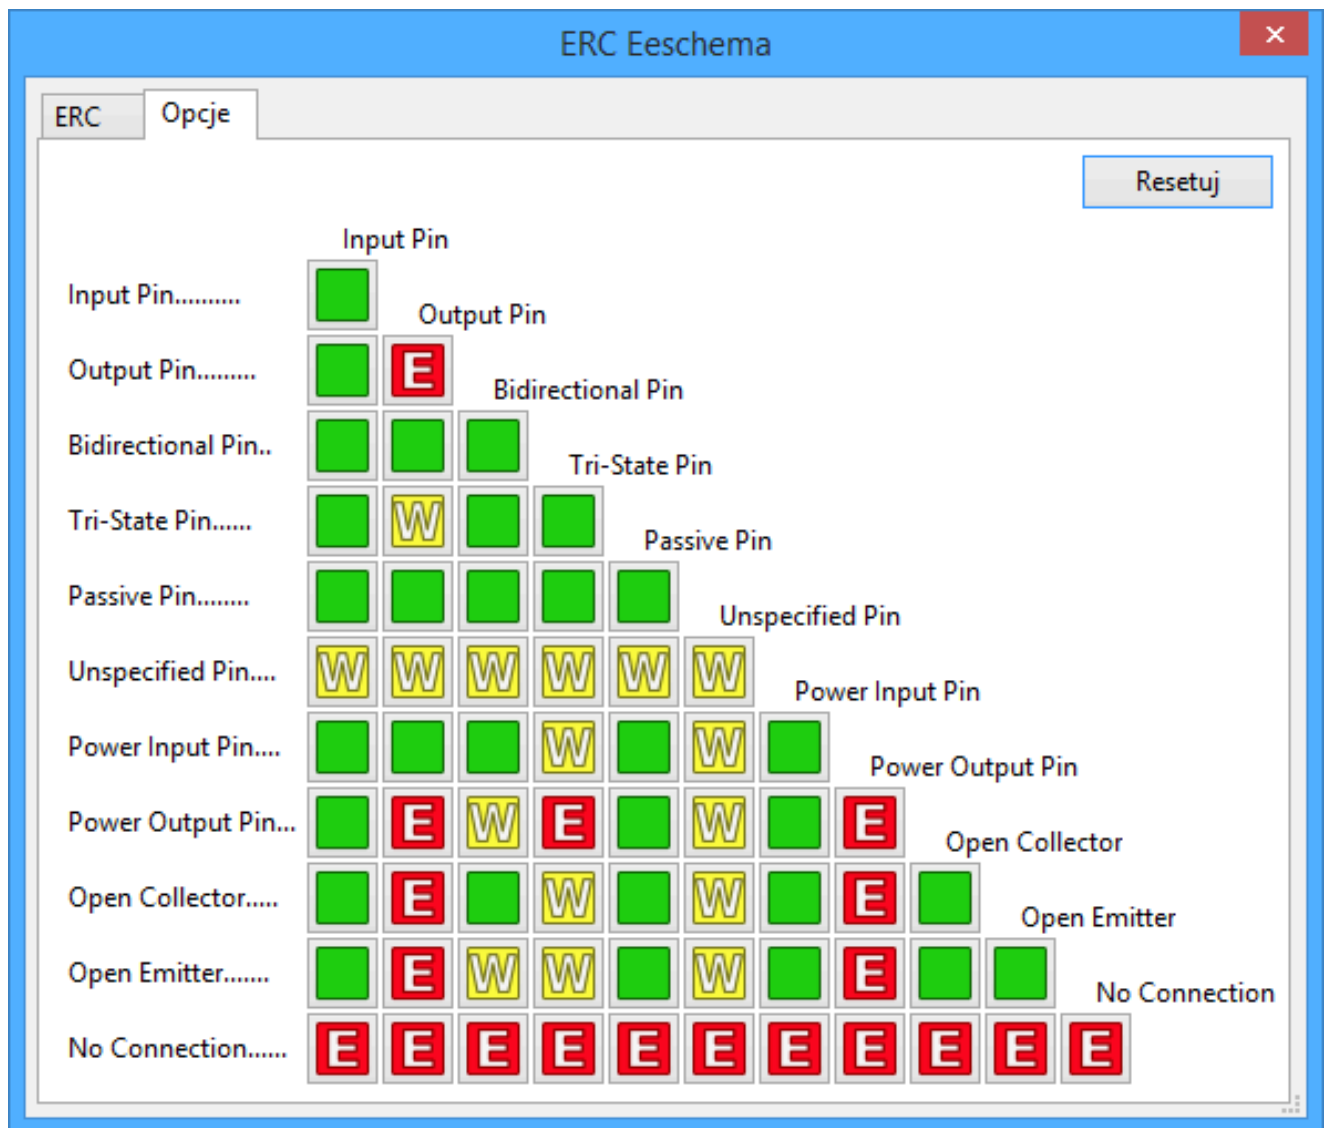 ERC Eeschema
ERC Opcje
Resetuj
Input Pin
Input Pin..........
Output Pin
Output Pin......... E
Bidirectional Pin
Bidirectional Pin..
Tri-State Pin
Tri-State Pin...... W
Passive Pin
Passive Pin........
Unspecified Pin
Unspecified Pin.... W W W W W W
Power Input Pin
Power Input Pin.... W W
Power Output Pin
Power Output Pin... E W E W E
Open Collector
Open Collector..... E W W E
Open Emitter
Open Emitter....... E W W W E
No Connection
No Connection...... E E E E E E E E E E E